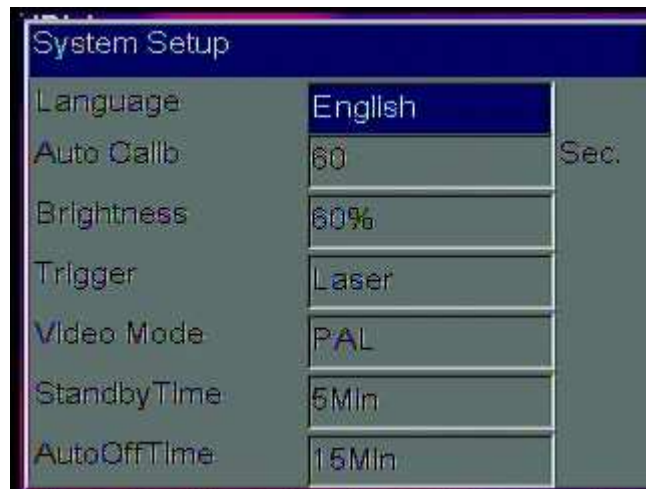 System Setup
Language English
Auto Calib 60 Sec.
Brightness 60%
Trigger Laser
Video Mode PAL
StandbyTime 5Min
AutoOffTime 15Min